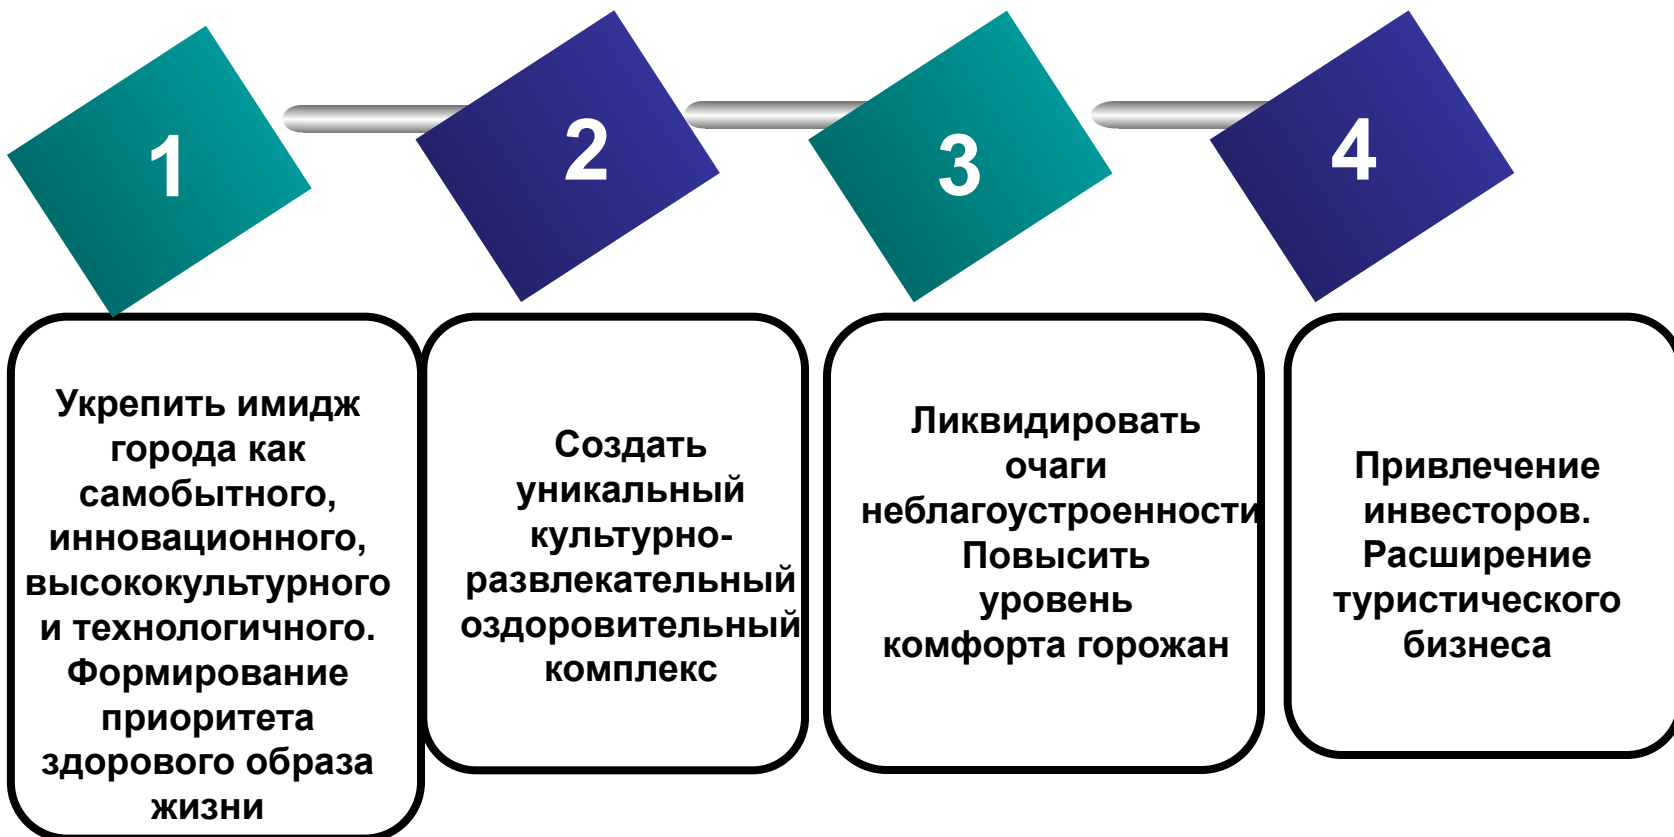 1
2
3
4
Укрепить имидж
города как
самобытного,
инновационного,
высококультурного
и технологичного.
Формирование
приоритета
здорового образа
жизни
Создать
уникальный
культурно-
развлекательный
оздоровительный
комплекс
Ликвидировать
очаги
неблагоустроенности
Повысить
уровень
комфорта горожан
Привлечение
инвесторов.
Расширение
туристического
бизнеса